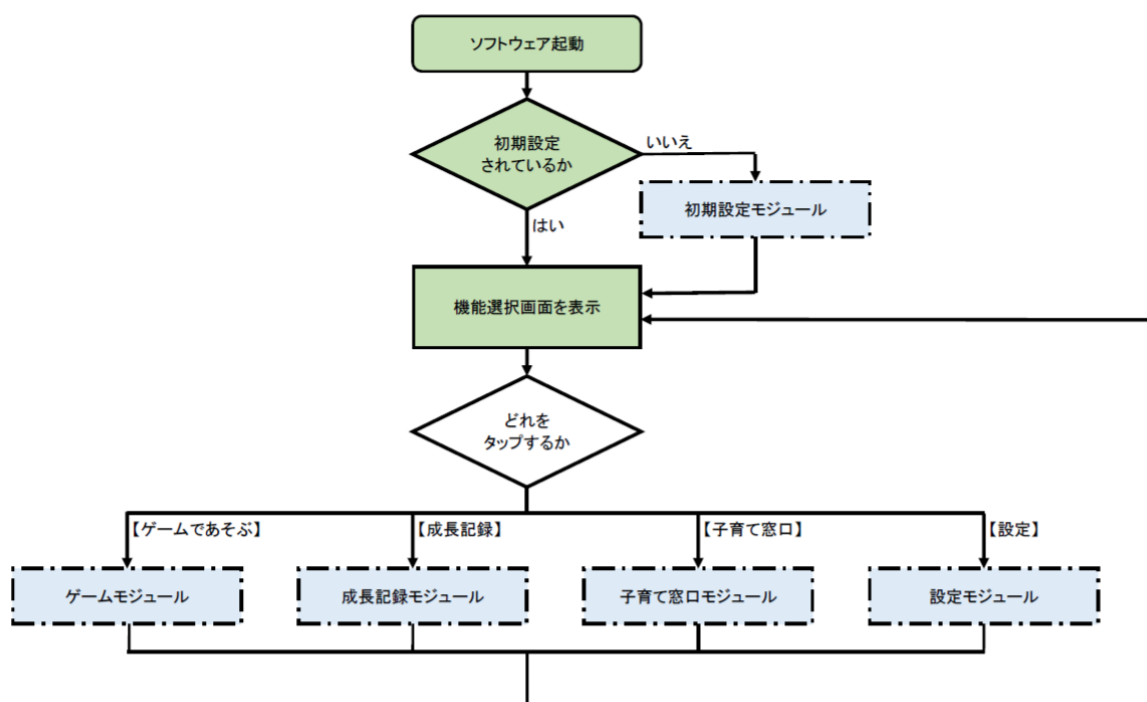 ソフトウェア起動
初期設定
されているか
いいえ
初期設定モジュール
はい
機能選択画面を表示
どれを
タップするか
【ゲームであそぶ】
【成長記録】
【子育て窓口】
【設定】
ゲームモジュール
成長記録モジュール
子育て窓口モジュール
設定モジュール